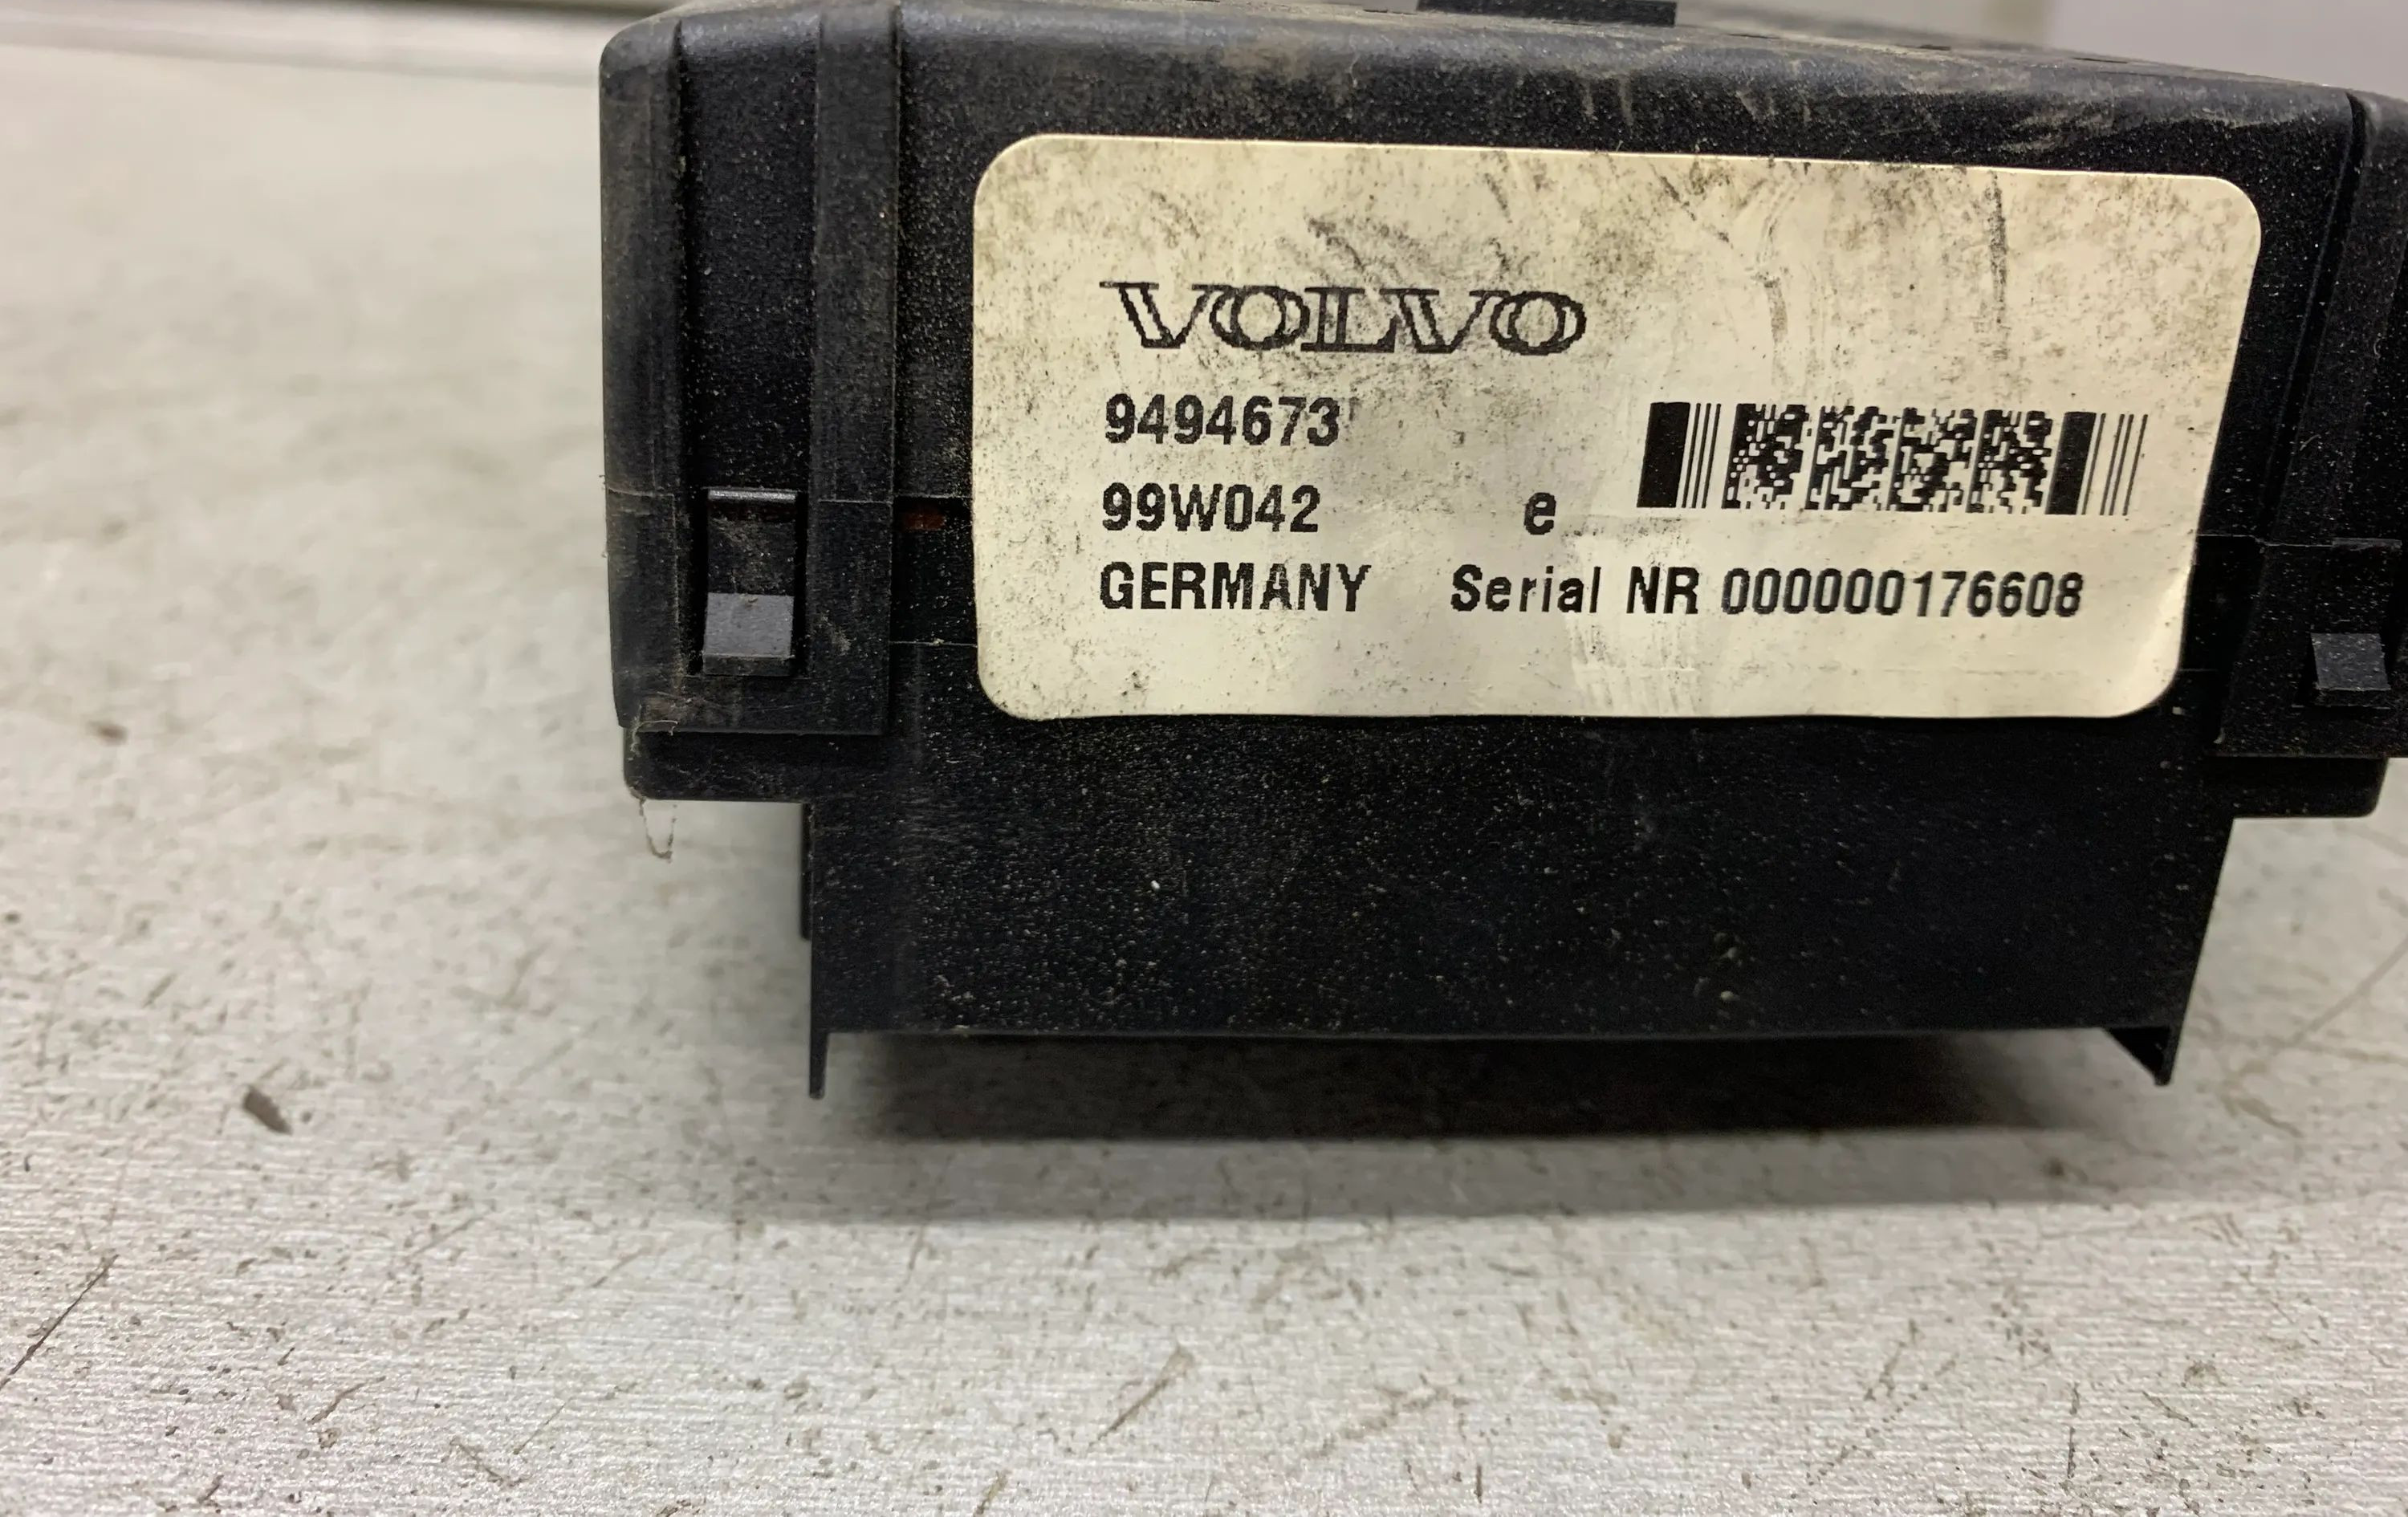 VOLVO
9494673
99W042 e
GERMANY Serial NR 000000176608